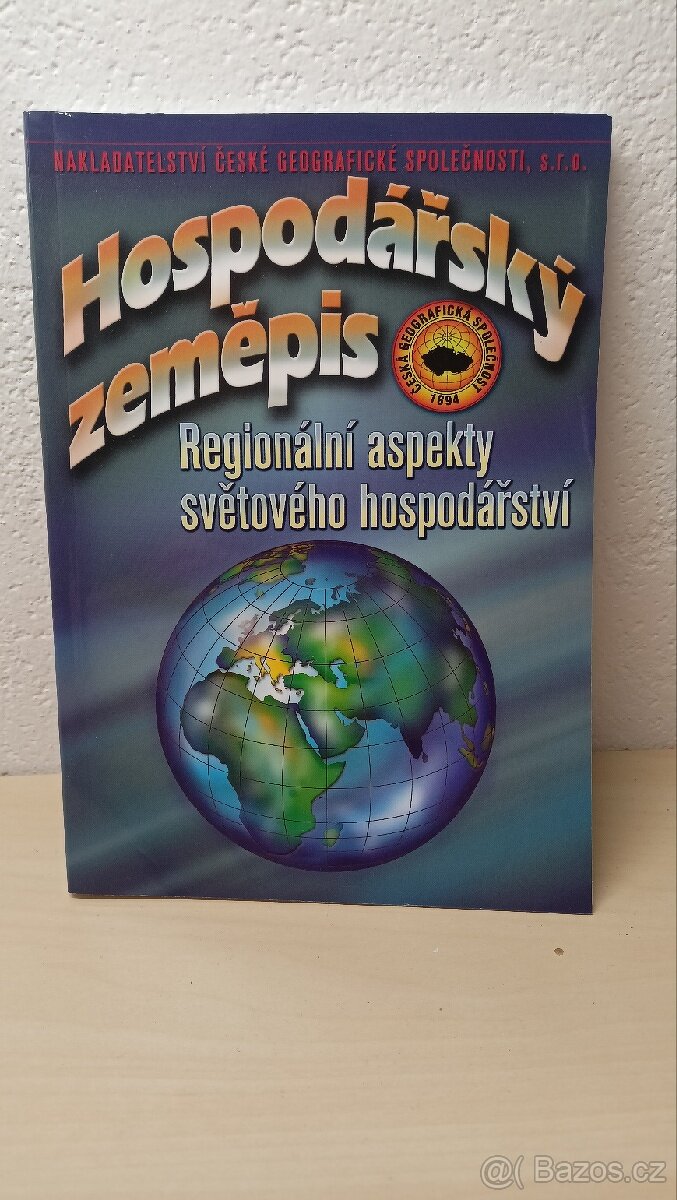 NAKLADATELSTVÍ ČESKÉ GEOGRAFICKÉ SPOLEČNOSTI, s.r.o.
Hospodářský
zeměpis
ČESKÁ GEOGRAFICKÁ SPOLEČNOST
1894
Regionální aspekty
světového hospodářství
@( Bazos.cz